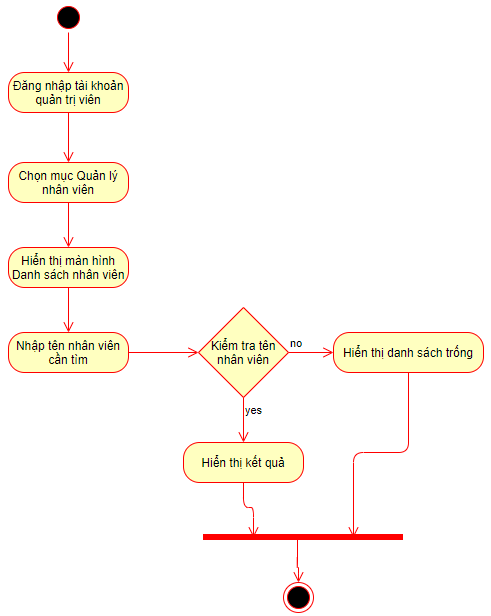 Đăng nhập tài khoản
quản trị viên
Chọn mục Quản lý
nhân viên
Hiển thị màn hình
Danh sách nhân viên
Nhập tên nhân viên
cần tìm
Kiểm tra tên
nhân viên
no
Hiển thị danh sách trống
yes
Hiển thị kết quả